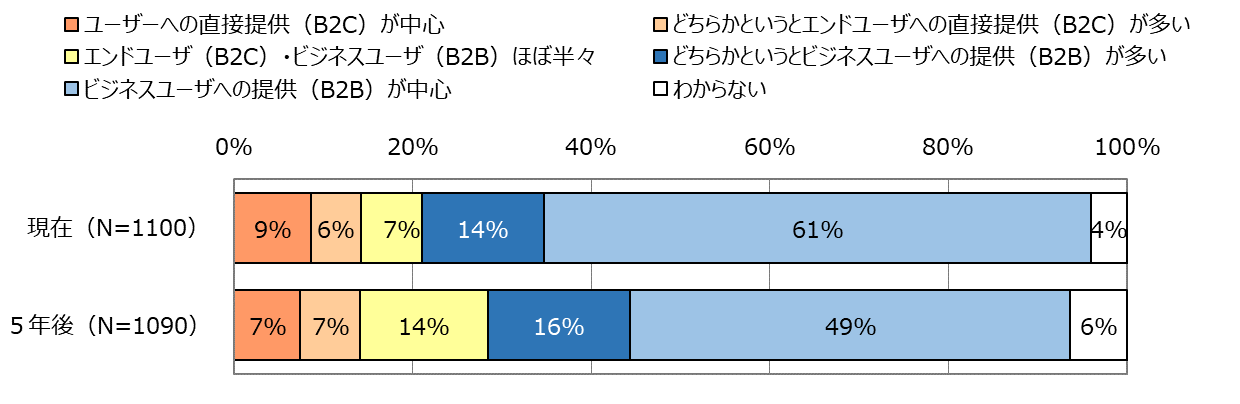 ユーザーへの直接提供（B2C）が中心
どちらかというとエンドユーザへの直接提供（B2C）が多い
エンドユーザ（B2C）・ビジネスユーザ（B2B）ほぼ半々
どちらかというとビジネスユーザへの提供（B2B）が多い
ビジネスユーザへの提供（B2B）が中心
わからない
0% 20% 40% 60% 80% 100%
現在（N=1100） 9% 6% 7% 14% 61% 4%
５年後（N=1090） 7% 7% 14% 16% 49% 6%